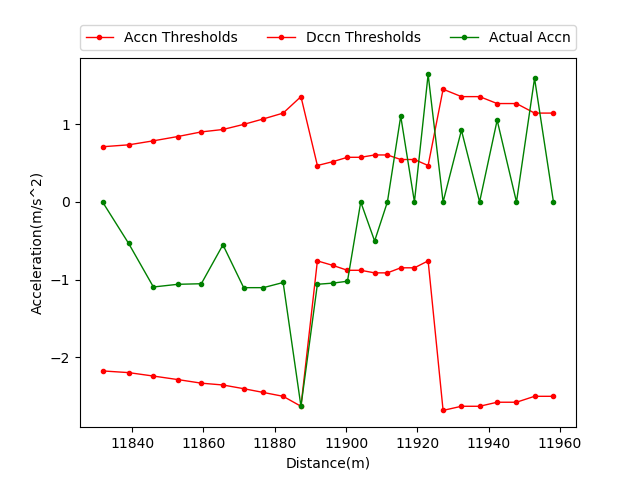 Accn Thresholds Dccn Thresholds Actual Accn
1
0
−1
−2
Acceleration(m/s^2)
11840 11860 11880 11900 11920 11940 11960
Distance(m)